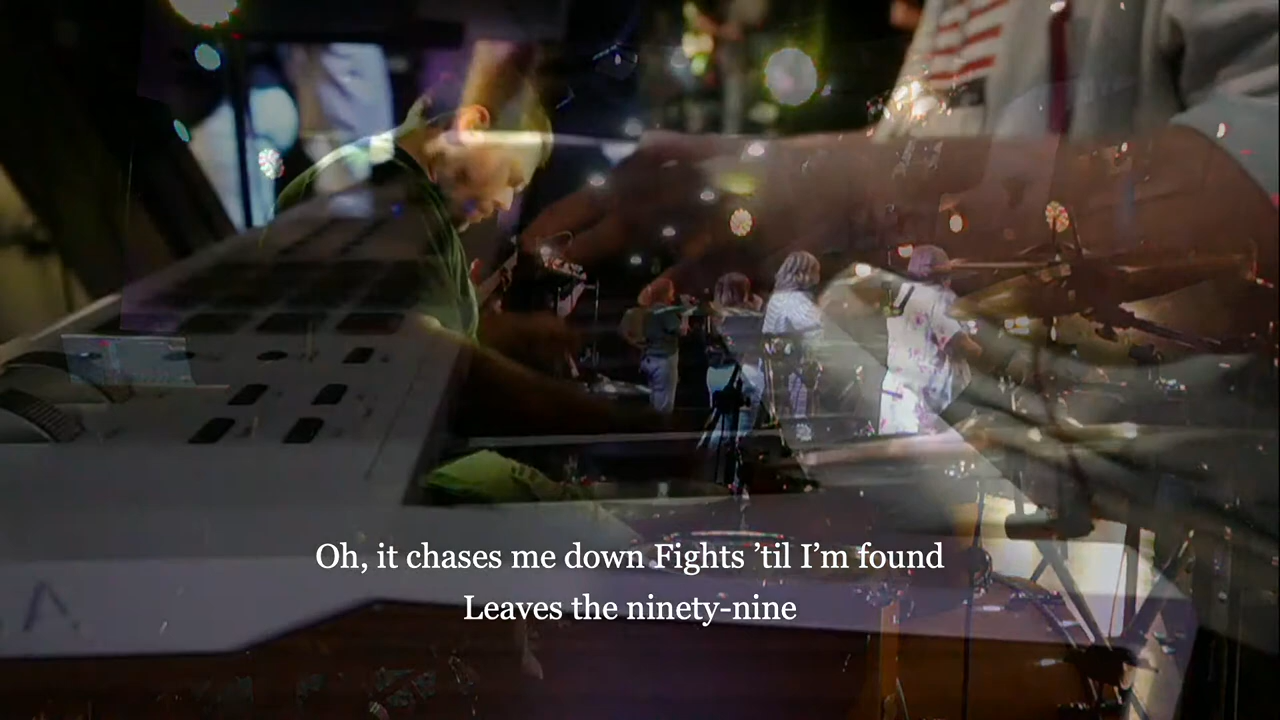 Oh, it chases me down Fights ’til I’m found
Leaves the ninety-nine